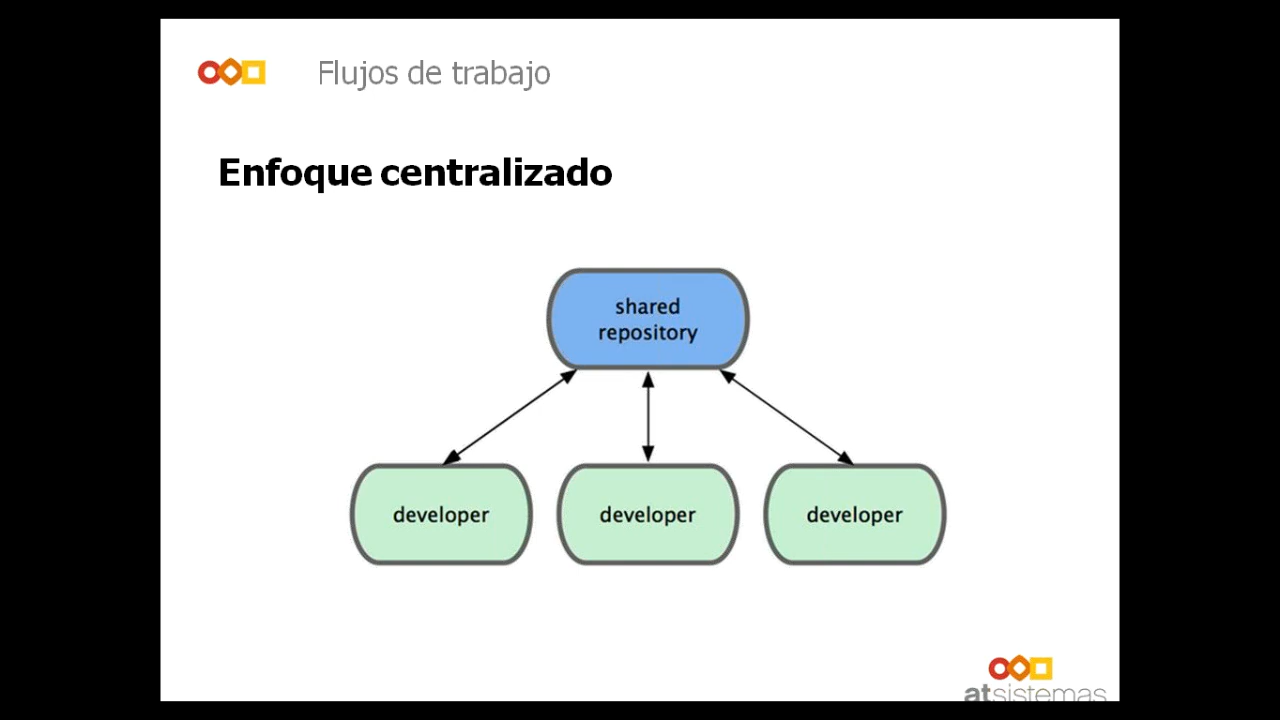 Flujos de trabajo
Enfoque centralizado
shared
repository
developer
developer
developer
atsistemas